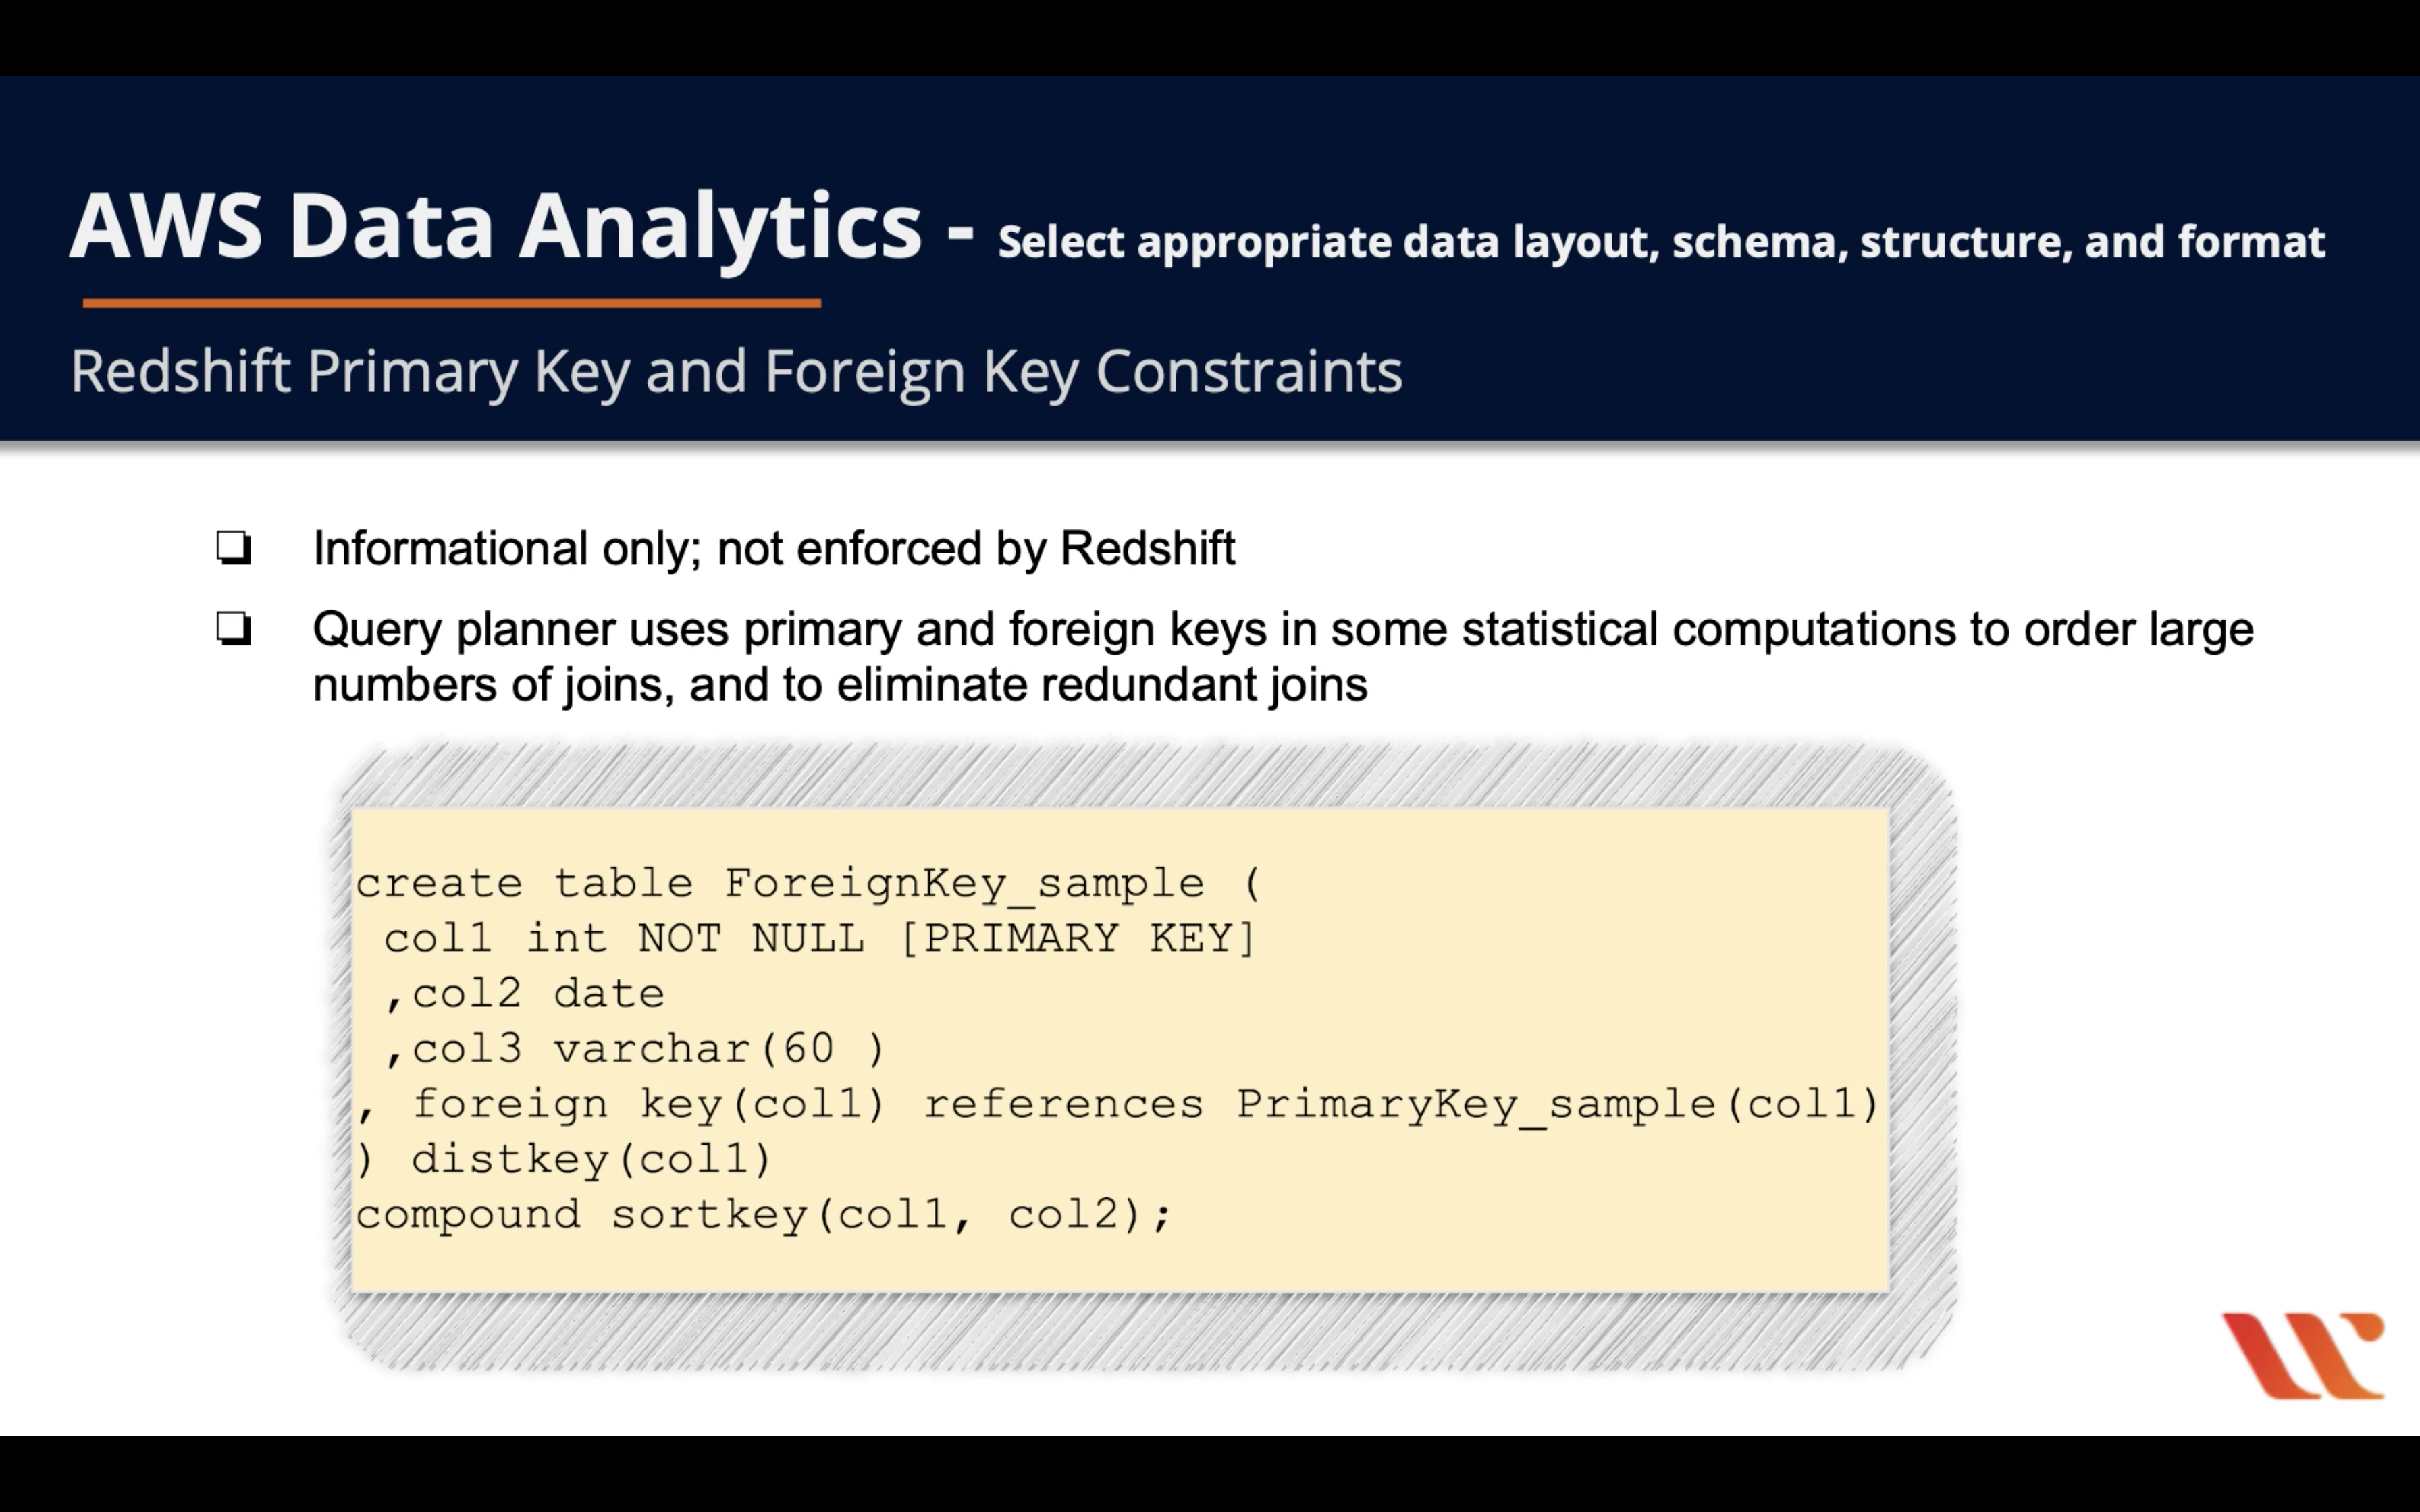 AWS Data Analytics - Select appropriate data layout, schema, structure, and format
Redshift Primary Key and Foreign Key Constraints
Informational only; not enforced by Redshift
Query planner uses primary and foreign keys in some statistical computations to order large
numbers of joins, and to eliminate redundant joins
create table ForeignKey_sample (
col1 int NOT NULL [PRIMARY KEY]
,col2 date
,col3 varchar(60 )
, foreign key(col1) references PrimaryKey_sample(col1)
) distkey(col1)
compound sortkey(col1, col2);